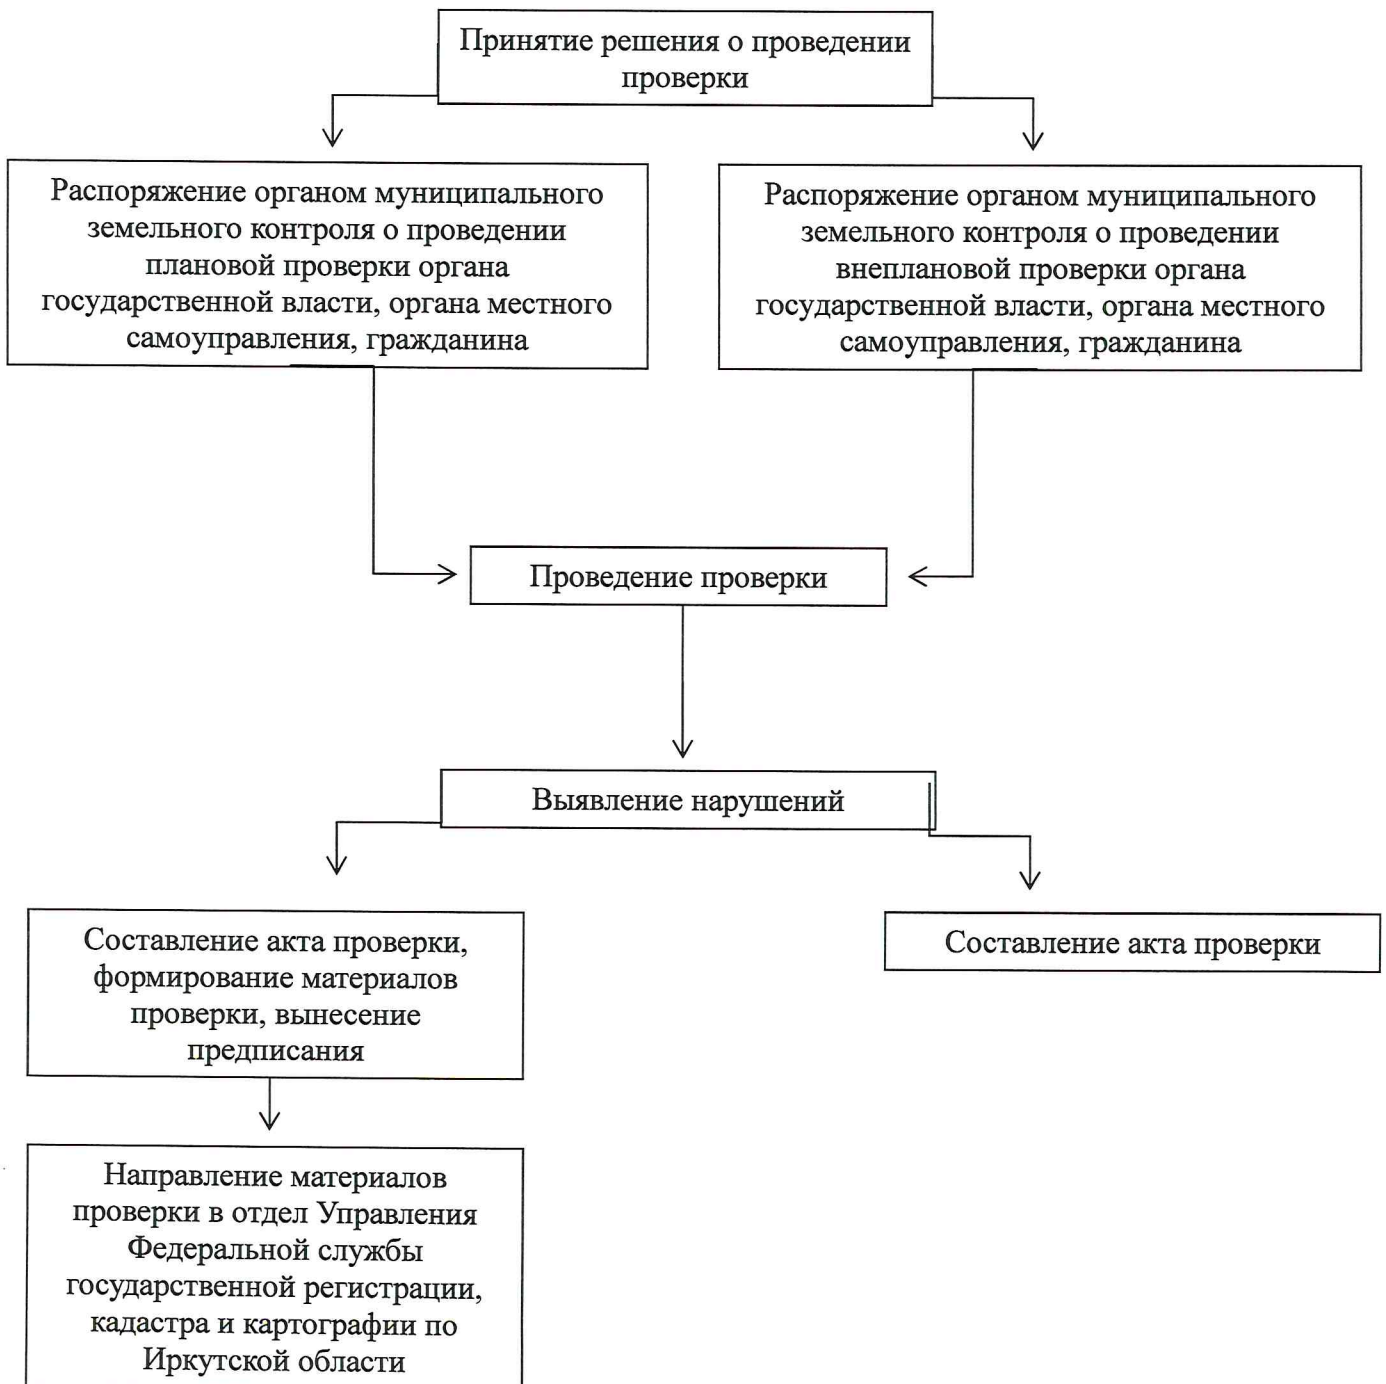 Принятие решения о проведении
проверки
Распоряжение органом муниципального
земельного контроля о проведении
плановой проверки органа
государственной власти, органа местного
самоуправления, гражданина
Распоряжение органом муниципального
земельного контроля о проведении
внеплановой проверки органа
государственной власти, органа местного
самоуправления, гражданина
Проведение проверки
Выявление нарушений
Составление акта проверки,
формирование материалов
проверки, вынесение
предписания
Составление акта проверки
Направление материалов
проверки в отдел Управления
Федеральной службы
государственной регистрации,
кадастра и картографии по
Иркутской области